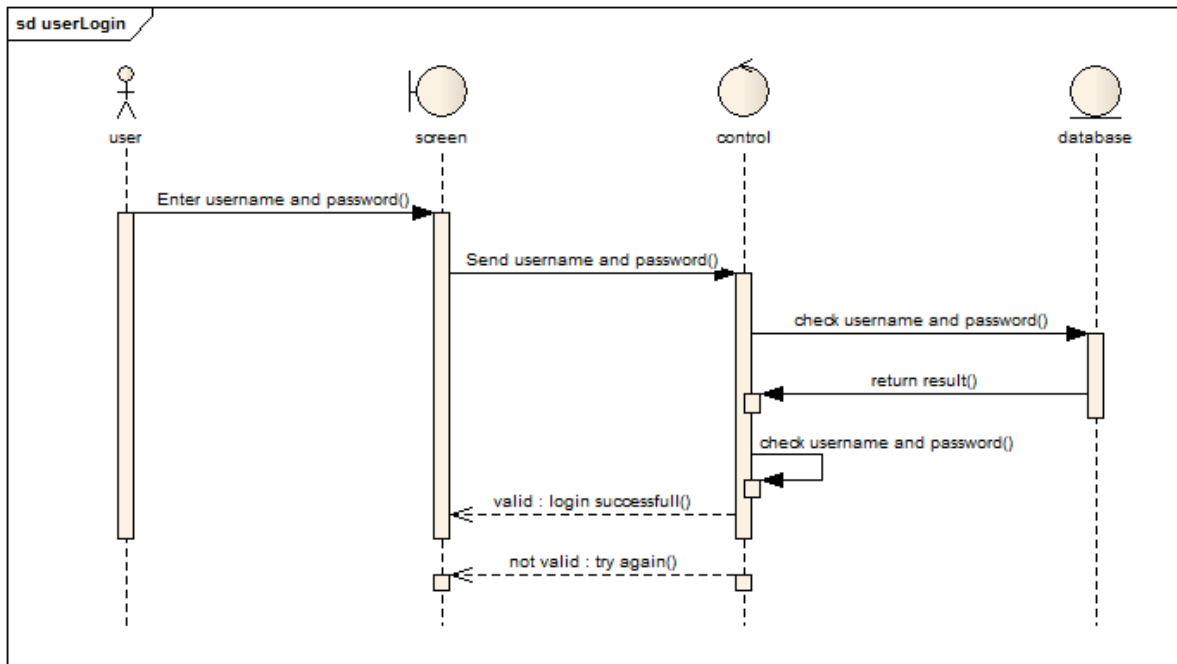 sd userLogin
user
screen
control
database
Enter username and password()
Send username and password()
check username and password()
return result()
check username and password()
valid : login successfull()
not valid : try again()